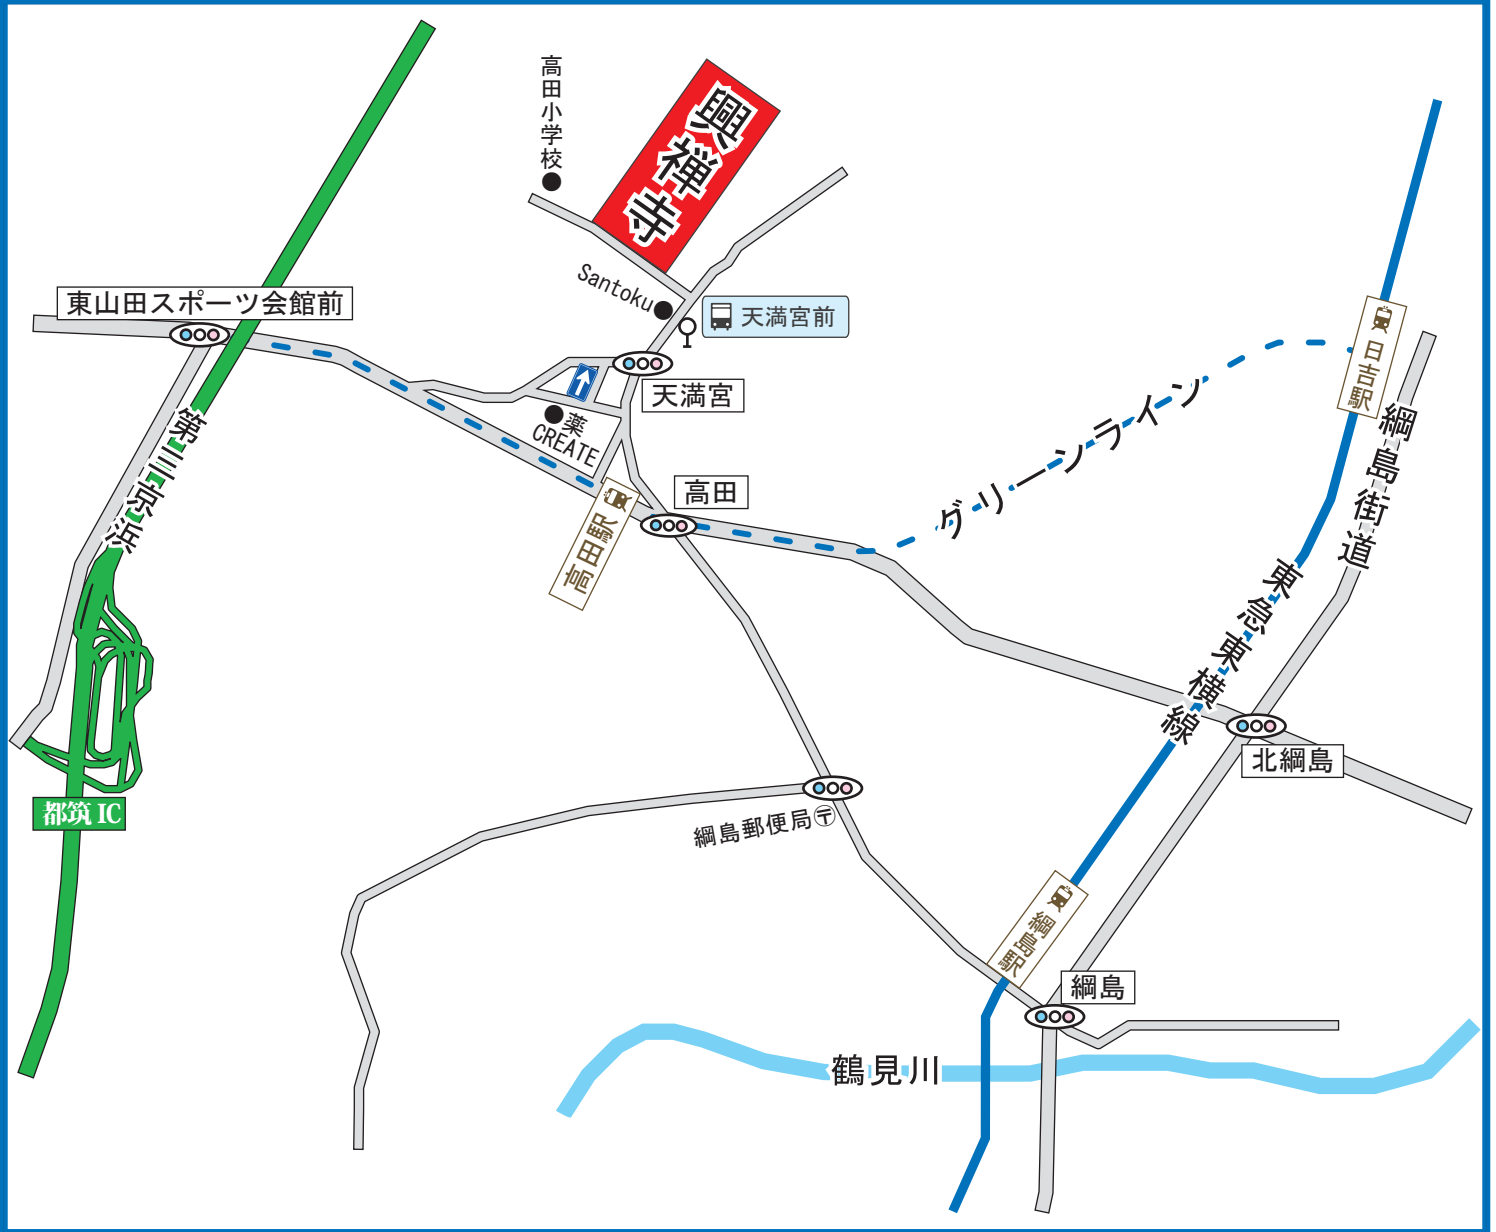 高田小学校
興禅寺
Santoku
天満宮前
東山田スポーツ会館前
天満宮
薬
CREATE
第三京浜
高田
高田駅
グリーンライン
日吉駅
綱島街道
東急東横線
北綱島
都筑IC
綱島郵便局〒
綱島駅
綱島
鶴見川